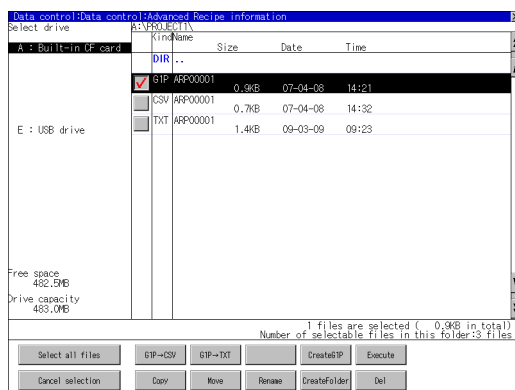 Data control:Data control:Advanced Recipe information
Select drive
A:\PROJECT1\
Kind Name
Size Date Time
A : Built-in CF card
DIR ..
G1P ARP00001
0.9KB 07-04-08 14:21
CSV ARP00001
0.7KB 07-04-08 14:32
TXT ARP00001
1.4KB 09-03-09 09:23
E : USB drive
Free space
482.5MB
Drive capacity
483.0MB
1 files are selected ( 0.9KB in total)
Number of selectable files in this folder:3 files
Select all files G1P→CSV G1P→TXT CreateG1P Execute
Cancel selection Copy Move Rename CreateFolder Del